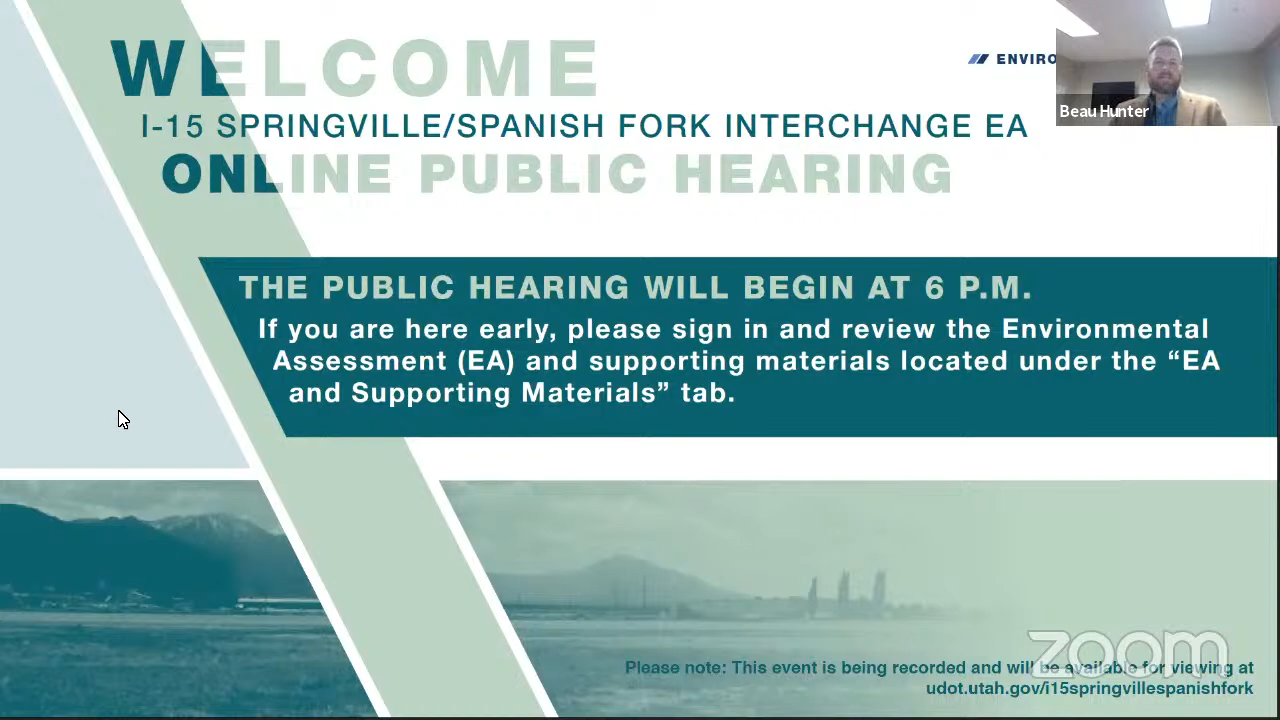 WELCOME
ENVIRO
Beau Hunter
I-15 SPRINGVILLE/SPANISH FORK INTERCHANGE EA
ONLINE PUBLIC HEARING
THE PUBLIC HEARING WILL BEGIN AT 6 P.M.
If you are here early, please sign in and review the Environmental
Assessment (EA) and supporting materials located under the “EA
and Supporting Materials” tab.
zoom
Please note: This event is being recorded and will be available for viewing at
udot.utah.gov/i15springvillespanishfork